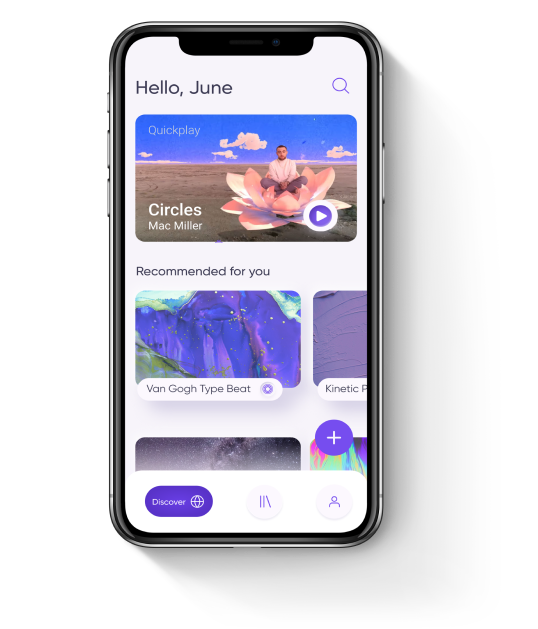 Hello, June
Quickplay
Circles
Mac Miller
Recommended for you
Van Gogh Type Beat
Kinetic P
Discover